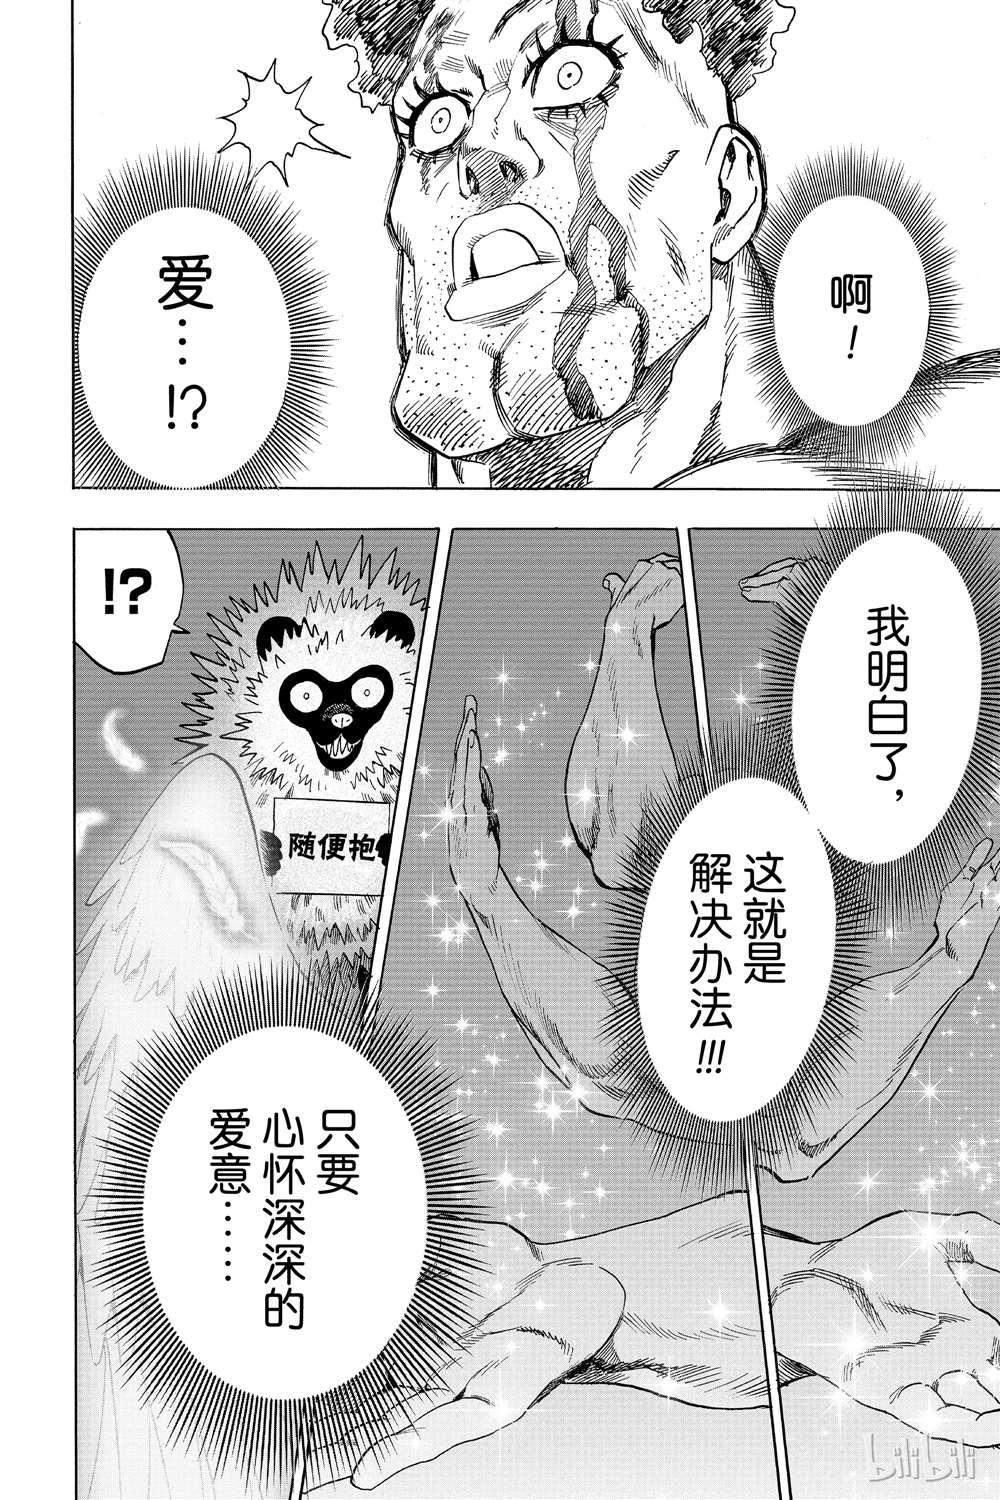 啊！
爱…!?
我明白了，
这就是
解决办法!!!
!?
随便抱
只要
心怀深深的
爱意……
bilibili